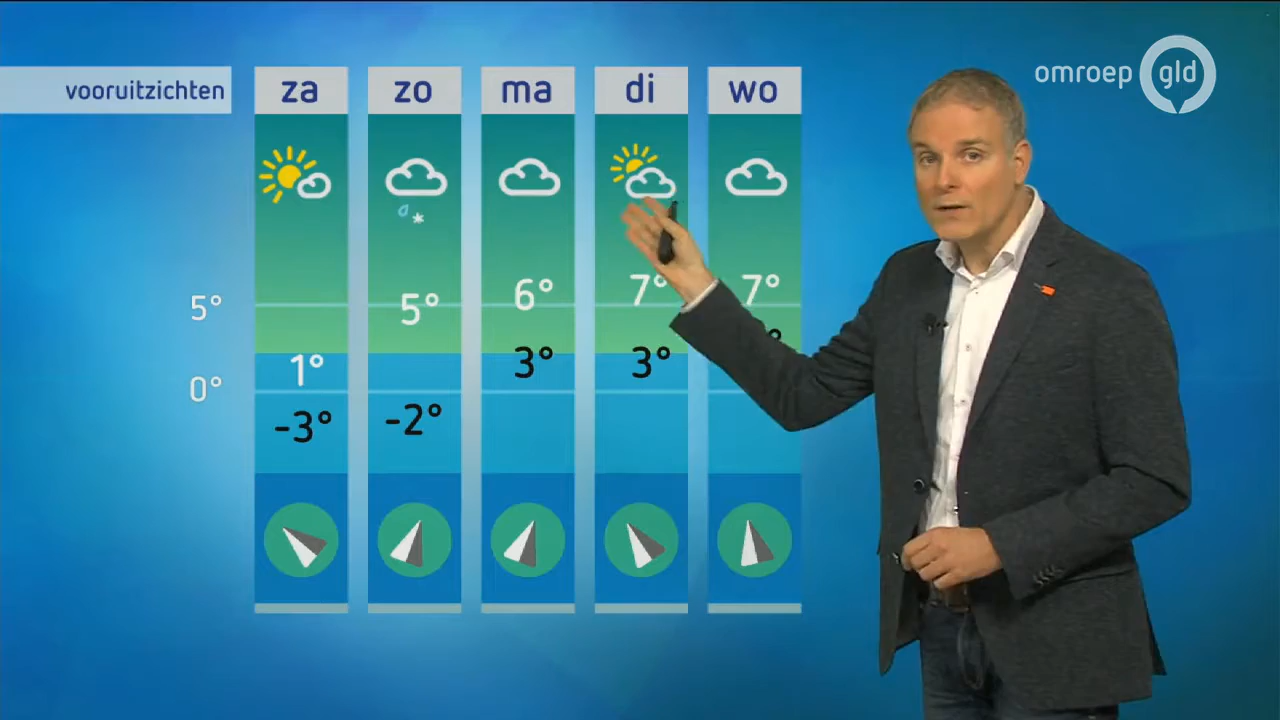 vooruitzichten
za zo ma di wo
omroep gld
5° 5° 6° 7° 7°
0° 1° 3° 3°
-3° -2°